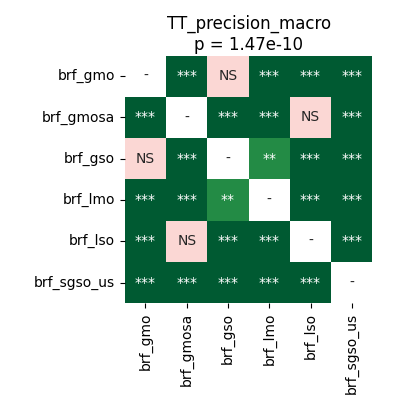 TT_precision_macro
p = 1.47e-10
brf_gmo - *** NS *** *** ***
brf_gmosa *** - *** *** NS ***
brf_gso NS *** - ** *** ***
brf_lmo *** *** ** - *** ***
brf_lso *** NS *** *** - ***
brf_sgso_us *** *** *** *** *** -
brf_gmo brf_gmosa brf_gso brf_lmo brf_lso brf_sgso_us